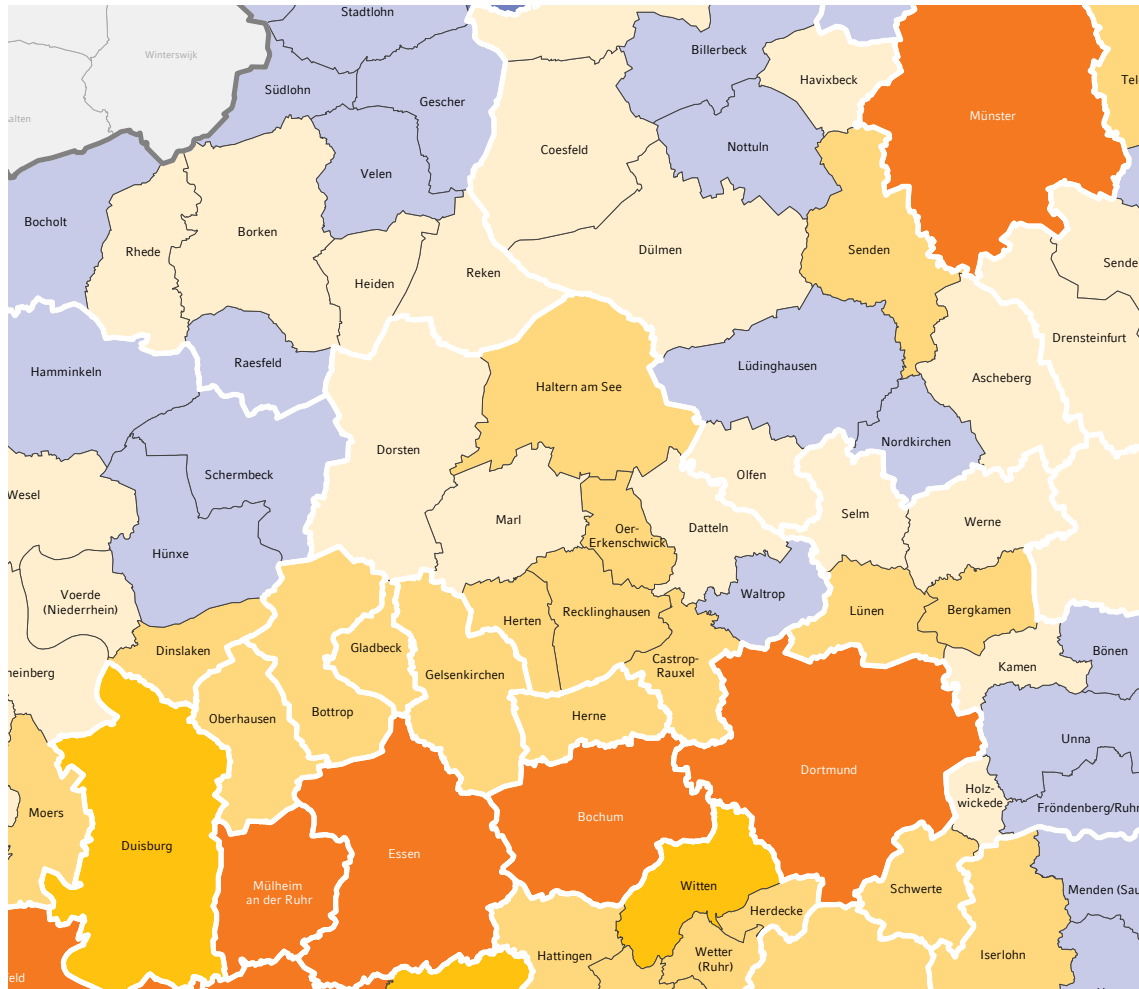 Stadtlohn
Winterswijk
Billerbeck
Havixbeck
Südlohn
Gescher
Münster
Coesfeld
Nottuln
Velen
Bocholt
Rhede
Borken
Heiden
Reken
Dülmen
Senden
Drensteinfurt
Hamminkeln
Raesfeld
Haltern am See
Lüdinghausen
Ascheberg
Nordkirchen
Schermbeck
Dorsten
Olfen
Wesel
Marl
Oer-
Erkenschwick
Datteln
Selm
Werne
Hünxe
Voerde
(Niederrhein)
Waltrop
Lünen
Bergkamen
Herten
Recklinghausen
Dinslaken
Gladbeck
Castrop-
Rauxel
Kamen
Bönen
Gelsenkirchen
Oberhausen
Bottrop
Herne
Unna
Dortmund
Holz-
wickede
Fröndenberg/Ruhr
Moers
Duisburg
Essen
Bochum
Mülheim
an der Ruhr
Witten
Schwerte
Menden (Sau
Herdecke
Hattingen
Wetter
(Ruhr)
Iserlohn